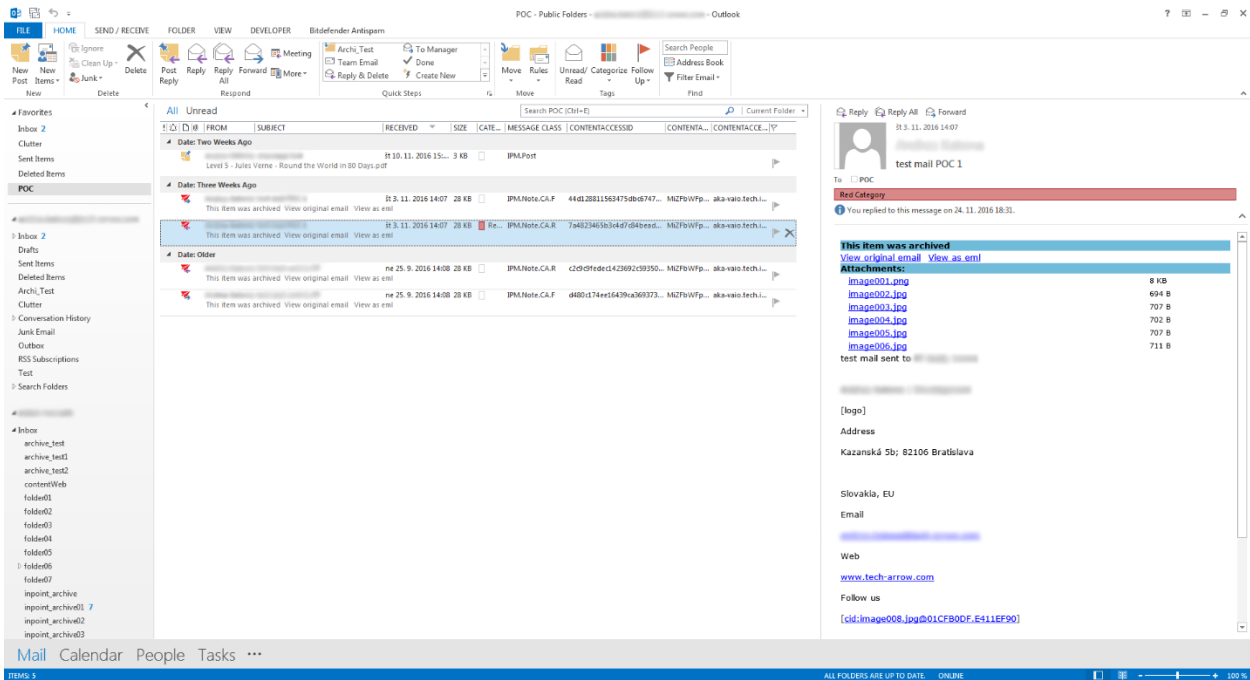 POC - Public Folders - - Outlook
FILE HOME SEND / RECEIVE FOLDER VIEW DEVELOPER Bitdefender Antispam
New Post
New Items
New
Ignore
Clean Up
Junk
Delete
Delete
Post Reply
Reply
Reply All
Forward
Meeting
More
Respond
Archi_Test
Team Email
Reply & Delete
To Manager
Done
Create New
Quick Steps
Move
Rules
Move
Unread/ Read
Categorize
Follow Up
Tags
Search People
Address Book
Filter Email
Find
Favorites
Inbox 2
Clutter
Sent Items
Deleted Items
POC
Inbox 2
Drafts
Sent Items
Deleted Items
Archi_Test
Clutter
Conversation History
Junk Email
Outbox
RSS Subscriptions
Test
Search Folders
Inbox
archive_test
archive_test1
archive_test2
contentWeb
folder01
folder02
folder03
folder04
folder05
folder06
folder07
inpoint_archive
inpoint_archive01 7
inpoint_archive02
inpoint_archive03
All Unread
Search POC (Ctrl+E) Current Folder
FROM SUBJECT RECEIVED SIZE CATE... MESSAGE CLASS CONTENTACCESSID CONTENTA... CONTENTACCE...
Date: Two Weeks Ago
št 10. 11. 2016 15:... 3 KB IPM.Post
Level 5 - Jules Verne - Round the World in 80 Days.pdf
Date: Three Weeks Ago
št 3. 11. 2016 14:07 28 KB IPM.Note.CA.F 44d128811563475dbc6747... MiZFbWFp... aka-vaio.tech.i...
This item was archived View original email View as eml
št 3. 11. 2016 14:07 28 KB Re... IPM.Note.CA.R 7a4823465b3c4d7c84bead... MiZFbWFp... aka-vaio.tech.i...
This item was archived View original email View as eml
Date: Older
ne 25. 9. 2016 14:08 28 KB IPM.Note.CA.R MiZFbWFp... aka-vaio.tech.i...
This item was archived View original email View as eml
ne 25. 9. 2016 14:08 28 KB IPM.Note.CA.F d480c174ee16439ca369373... MiZFbWFp... aka-vaio.tech.i...
This item was archived View original email View as eml
Reply Reply All Forward
št 3. 11. 2016 14:07
test mail POC 1
To POC
Red Category
You replied to this message on 24. 11. 2016 18:31.
This item was archived
View original email View as eml
Attachments:
image001.png 8 KB
image002.jpg 694 B
image003.jpg 707 B
image004.jpg 702 B
image005.jpg 707 B
image006.jpg 711 B
test mail sent to
[logo]
Address
Kazanská 5b; 82106 Bratislava
Slovakia, EU
Email
Web
www.tech-arrow.com
Follow us
[cid:image008.jpg@01CFB0DF.E411EF90]
Mail Calendar People Tasks •••
ITEMS: 5 ALL FOLDERS ARE UP TO DATE. ONLINE 100 %